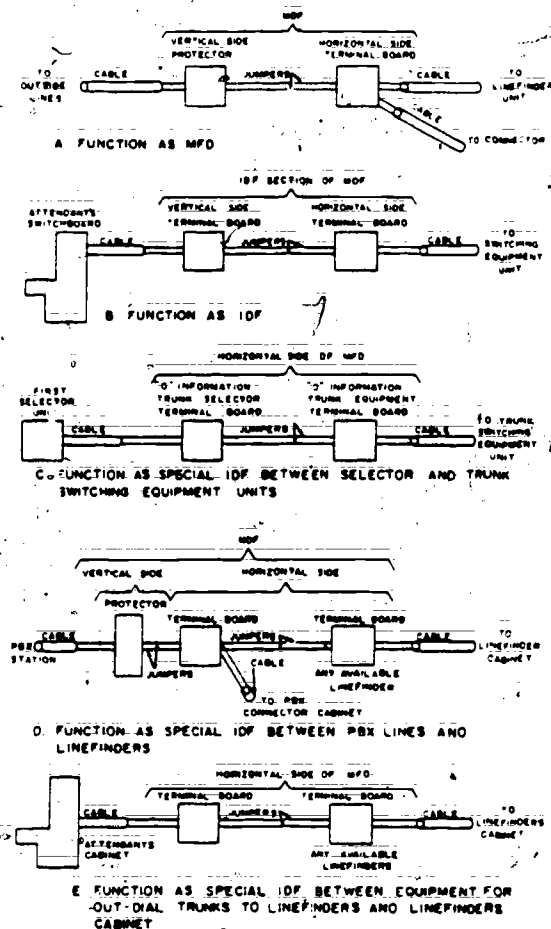 MDF
VERTICAL SIDE
PROTECTOR
HORIZONTAL SIDE
TERMINAL BOARD
TO
OUTSIDE
LINES
CABLE
JUMPERS
CABLE
TO
LINEFINDER
UNIT
CABLE
TO CONNECTOR
A FUNCTION AS MFD
IDF SECTION OF MDF
ATTENDANTS
SWITCHBOARD
VERTICAL SIDE
TERMINAL BOARD
HORIZONTAL SIDE
TERMINAL BOARD
CABLE
JUMPERS
CABLE
TO
SWITCHING
EQUIPMENT
UNIT
B FUNCTION AS IDF
HORIZONTAL SIDE OF MFD
FIRST
SELECTOR
UNIT
"O" INFORMATION
TRUNK SELECTOR
TERMINAL BOARD
"O" INFORMATION
TRUNK EQUIPMENT
TERMINAL BOARD
CABLE
JUMPERS
CABLE
TO TRUNK
SWITCHING
EQUIPMENT
UNIT
C FUNCTION AS SPECIAL IDF BETWEEN SELECTOR AND TRUNK
SWITCHING EQUIPMENT UNITS
MDF
VERTICAL SIDE
HORIZONTAL SIDE
PROTECTOR
TERMINAL BOARD
TERMINAL BOARD
CABLE
PBX
STATION
JUMPERS
JUMPERS
CABLE
TO PBX
CONNECTOR CABINET
ANY AVAILABLE
LINEFINDER
CABLE
TO
LINEFINDER
CABINET
D. FUNCTION AS SPECIAL IDF BETWEEN PBX LINES AND
LINEFINDERS
HORIZONTAL SIDE OF MFD
TERMINAL BOARD
TERMINAL BOARD
CABLE
JUMPERS
CABLE
TO
LINEFINDERS
CABINET
ATTENDANTS
CABINET
ANY AVAILABLE
LINEFINDERS
E FUNCTION AS SPECIAL IDF BETWEEN EQUIPMENT FOR
OUT-DIAL TRUNKS TO LINEFINDERS AND LINEFINDERS
CABINET